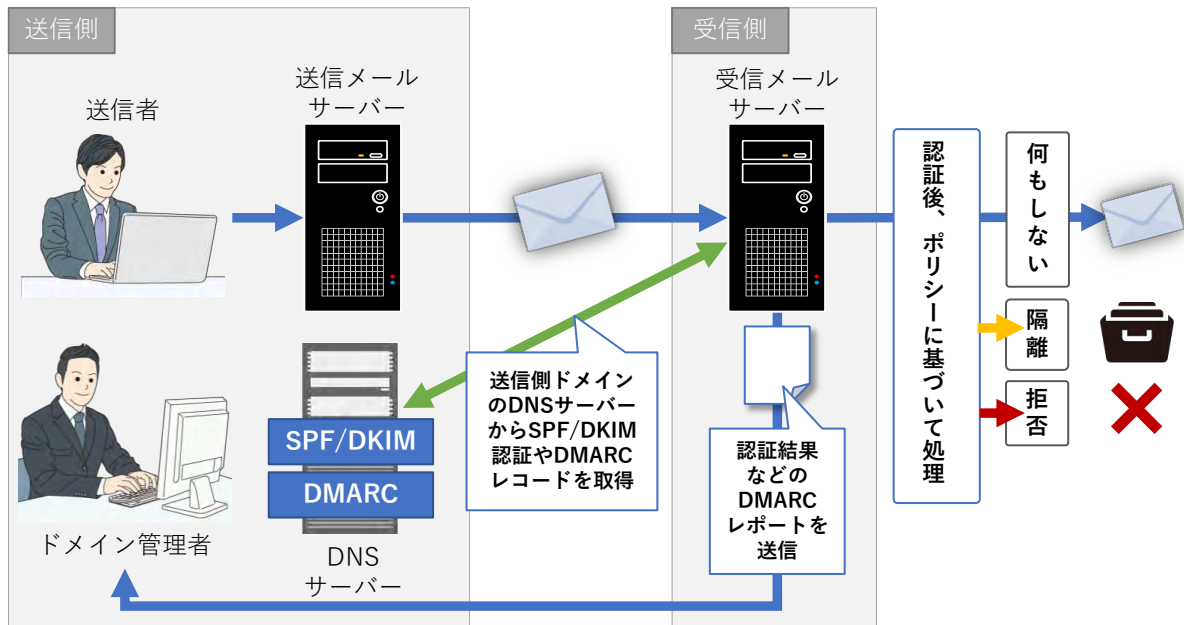 送信側
受信側
送信者
送信メール
サーバー
受信メール
サーバー
認証後、ポリシーに基づいて処理
何もしない
隔離
拒否
送信側ドメイン
のDNSサーバー
からSPF/DKIM
認証やDMARC
レコードを取得
SPF/DKIM
DMARC
認証結果
などの
DMARC
レポートを
送信
ドメイン管理者
DNS
サーバー